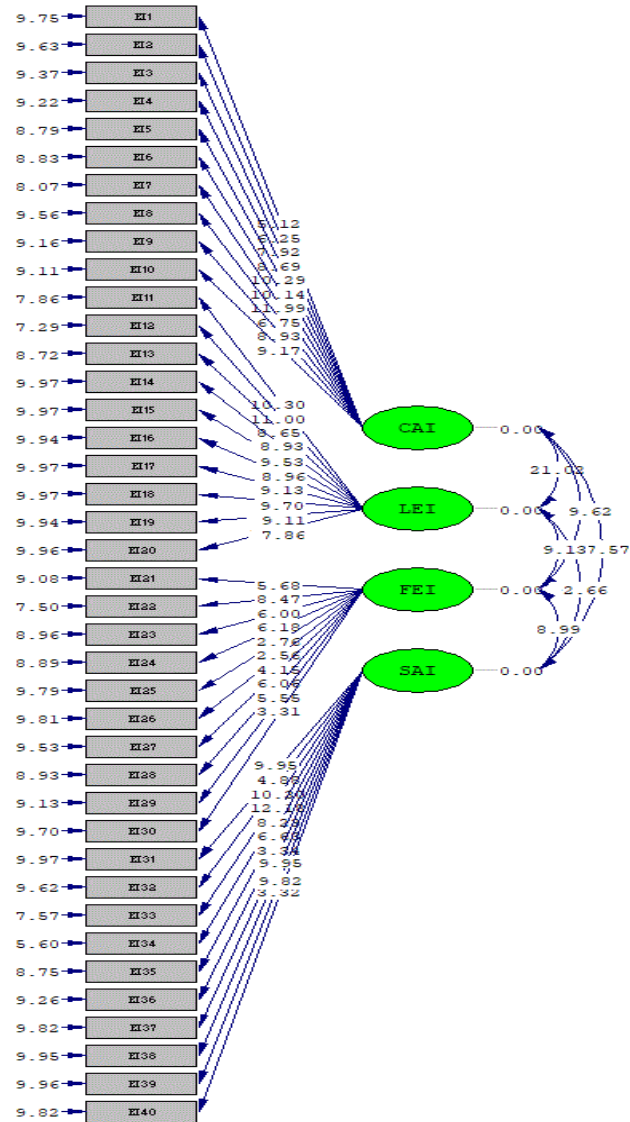 9.75 EI1
9.63 EI2
9.37 EI3
9.22 EI4
8.79 EI5
8.83 EI6
8.07 EI7
9.56 EI8
9.16 EI9
9.11 EI10
7.86 EI11
7.29 EI12
8.72 EI13
9.97 EI14
9.97 EI15
9.94 EI16
9.97 EI17
9.97 EI18
9.94 EI19
9.96 EI20
9.08 EI21
7.50 EI22
8.96 EI23
8.89 EI24
9.79 EI25
9.81 EI26
9.53 EI27
8.93 EI28
9.13 EI29
9.70 EI30
9.97 EI31
9.62 EI32
7.57 EI33
5.60 EI34
8.75 EI35
9.26 EI36
9.82 EI37
9.95 EI38
9.96 EI39
9.82 EI40
5.12
6.25
7.92
8.69
10.29
10.14
11.99
6.75
8.93
9.17
10.30
11.00
8.65
8.93
9.53
8.96
9.13
9.70
9.11
7.86
5.68
8.47
6.00
6.18
2.76
2.56
4.15
5.55
3.31
9.95
10.20
12.18
8.29
6.63
3.34
9.95
9.82
3.32
CAI 0.00
LEI 0.00
FEI 0.00
SAI 0.00
21.02
9.62
9.137.57
2.66
8.99